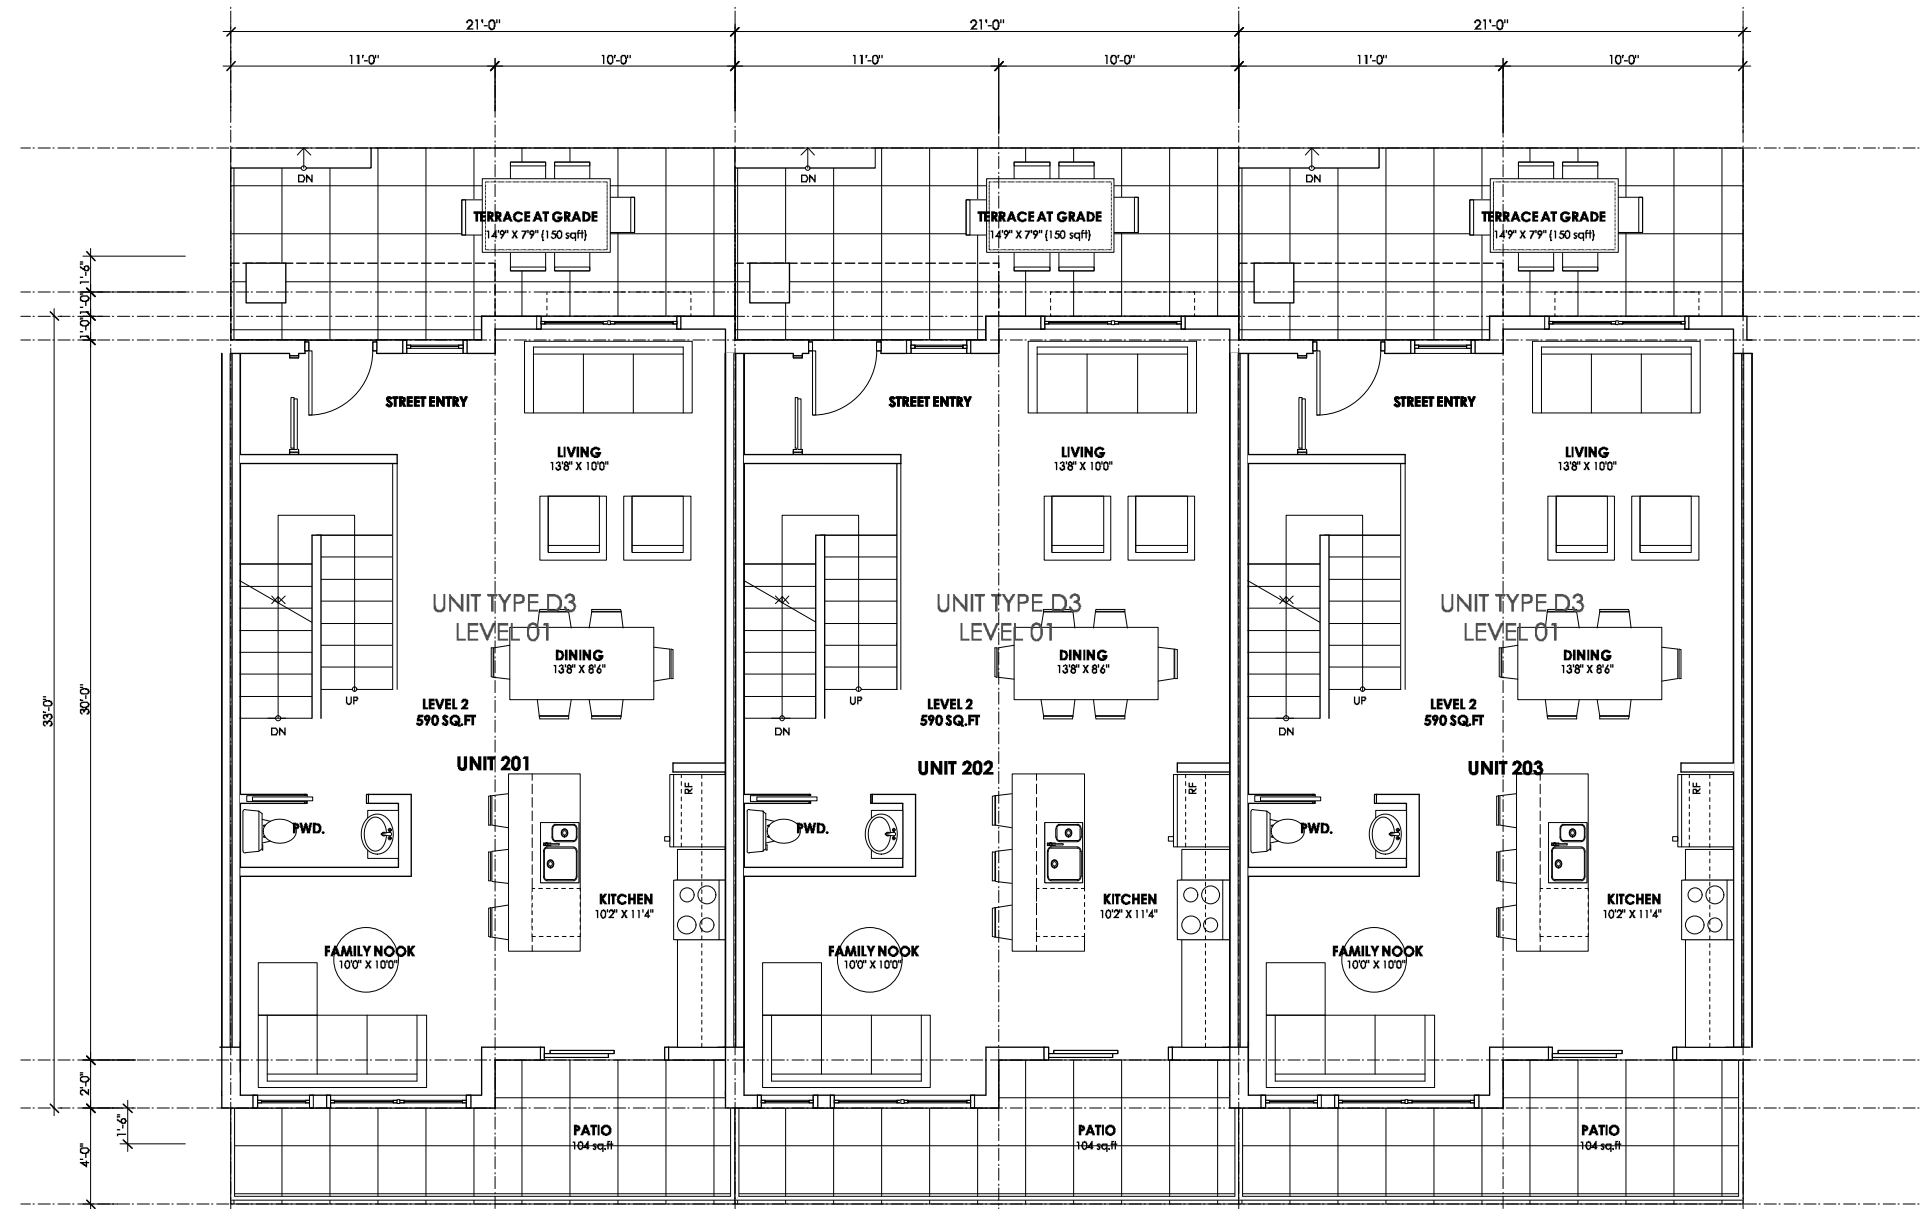 21'-0" 21'-0" 21'-0"
11'-0" 10'-0" 11'-0" 10'-0" 11'-0" 10'-0"
DN DN DN
TERRACE AT GRADE TERRACE AT GRADE TERRACE AT GRADE
14'9" X 7'9" (150 sqft) 14'9" X 7'9" (150 sqft) 14'9" X 7'9" (150 sqft)
1'-6"
1'-0"
1'-0"
STREET ENTRY STREET ENTRY STREET ENTRY
LIVING LIVING LIVING
13'8" X 10'0" 13'8" X 10'0" 13'8" X 10'0"
UNIT TYPE D3 UNIT TYPE D3 UNIT TYPE D3
LEVEL 01 LEVEL 01 LEVEL 01
DINING DINING DINING
13'8" X 8'6" 13'8" X 8'6" 13'8" X 8'6"
33'-0" 30'-0"
UP UP UP
LEVEL 2 LEVEL 2 LEVEL 2
590 SQ.FT 590 SQ.FT 590 SQ.FT
DN DN DN
UNIT 201 UNIT 202 UNIT 203
RF RF RF
PWD. PWD. PWD.
KITCHEN KITCHEN KITCHEN
10'2" X 11'4" 10'2" X 11'4" 10'2" X 11'4"
FAMILY NOOK FAMILY NOOK FAMILY NOOK
10'0" X 10'0" 10'0" X 10'0" 10'0" X 10'0"
2'-0"
1'-6"
4'-0"
PATIO PATIO PATIO
104 sq.ft 104 sq.ft 104 sq.ft